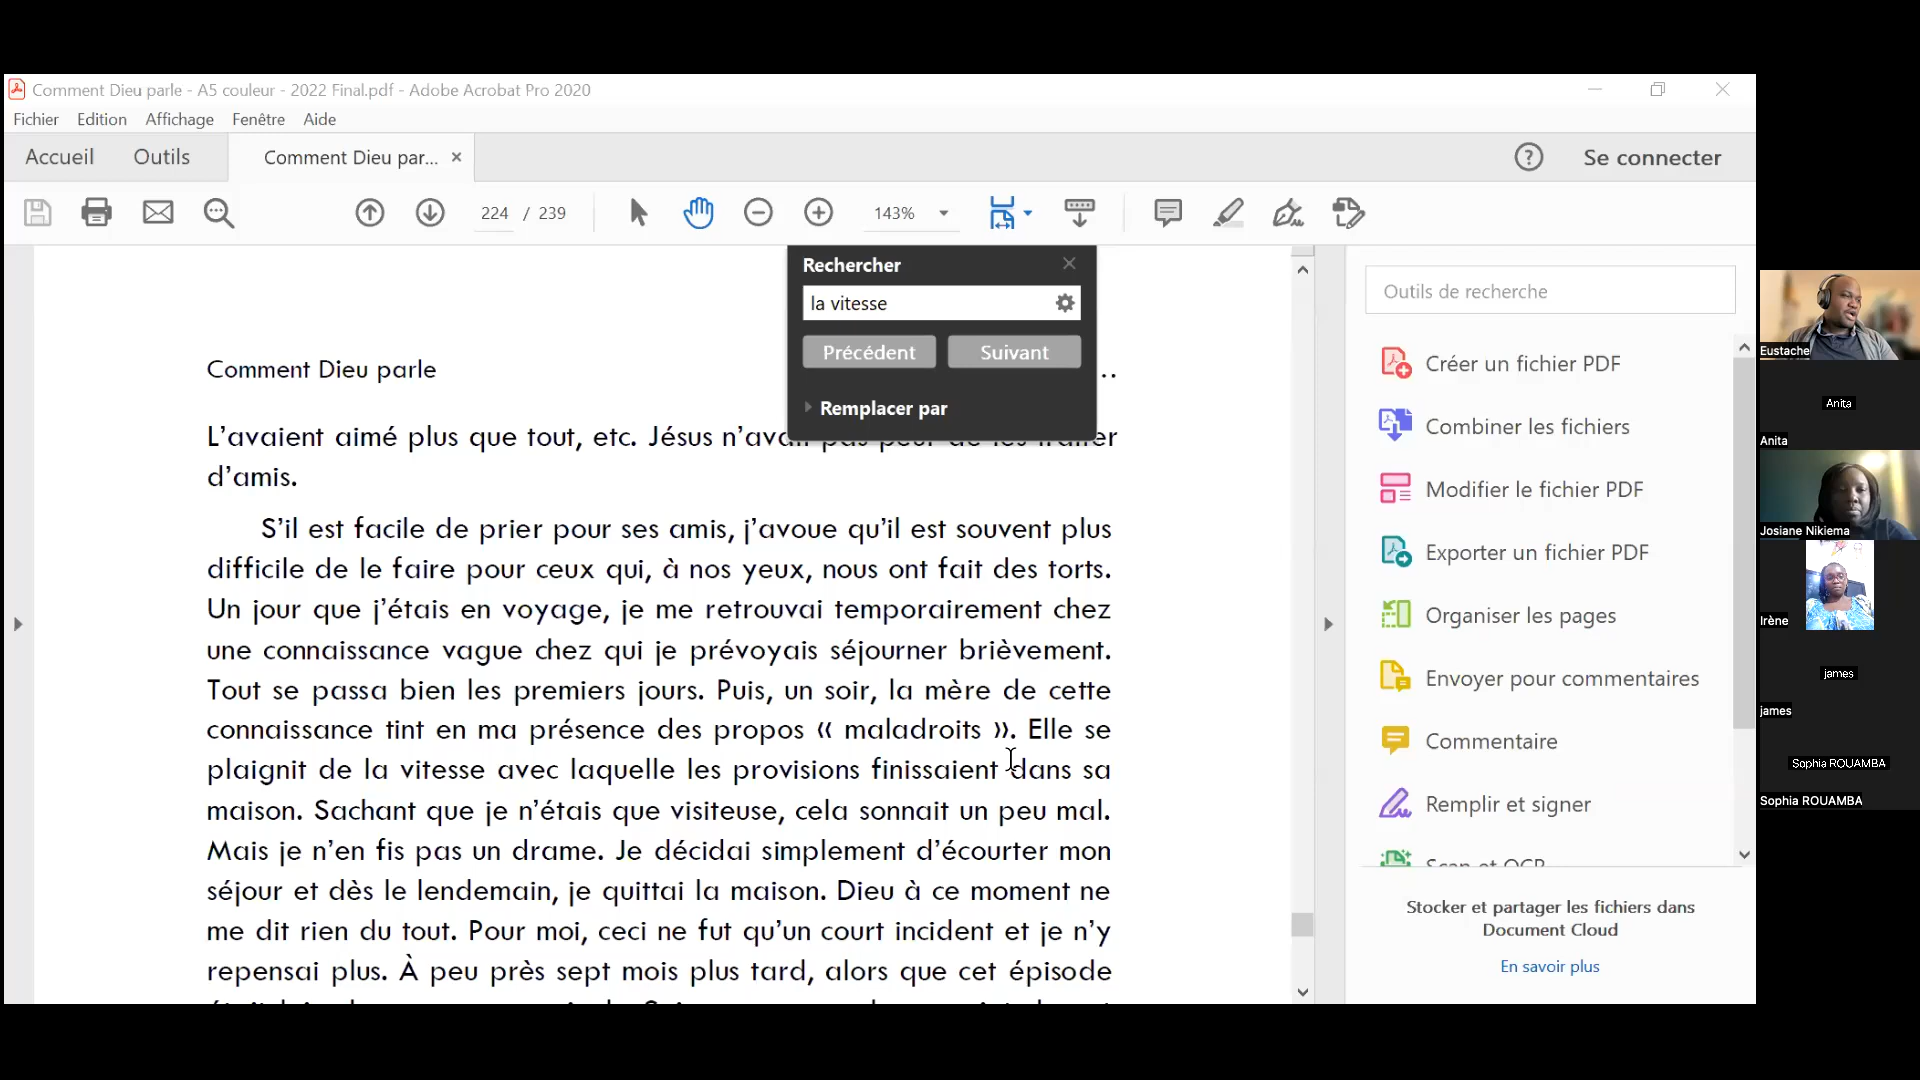 Comment Dieu parle - A5 couleur - 2022 Final.pdf - Adobe Acrobat Pro 2020
Fichier Edition Affichage Fenêtre Aide
Accueil Outils Comment Dieu par... × Se connecter
224 / 239 143%
Rechercher
la vitesse
Précédent Suivant
Remplacer par
Comment Dieu parle ..
L’avaient aimé plus que tout, etc. Jésus n’avait pas peur de les traiter
d’amis.
S’il est facile de prier pour ses amis, j’avoue qu’il est souvent plus
difficile de le faire pour ceux qui, à nos yeux, nous ont fait des torts.
Un jour que j’étais en voyage, je me retrouvai temporairement chez
une connaissance vague chez qui je prévoyais séjourner brièvement.
Tout se passa bien les premiers jours. Puis, un soir, la mère de cette
connaissance tint en ma présence des propos « maladroits ». Elle se
plaignit de la vitesse avec laquelle les provisions finissaient dans sa
maison. Sachant que je n’étais que visiteuse, cela sonnait un peu mal.
Mais je n’en fis pas un drame. Je décidai simplement d’écourter mon
séjour et dès le lendemain, je quittai la maison. Dieu à ce moment ne
me dit rien du tout. Pour moi, ceci ne fut qu’un court incident et je n’y
repensai plus. À peu près sept mois plus tard, alors que cet épisode
Outils de recherche
Créer un fichier PDF
Combiner les fichiers
Modifier le fichier PDF
Exporter un fichier PDF
Organiser les pages
Envoyer pour commentaires
Commentaire
Remplir et signer
Scan et OCR
Stocker et partager les fichiers dans
Document Cloud
En savoir plus
Eustache
Anita
Anita
Josiane Nikiema
Irène
james
james
Sophia ROUAMBA
Sophia ROUAMBA